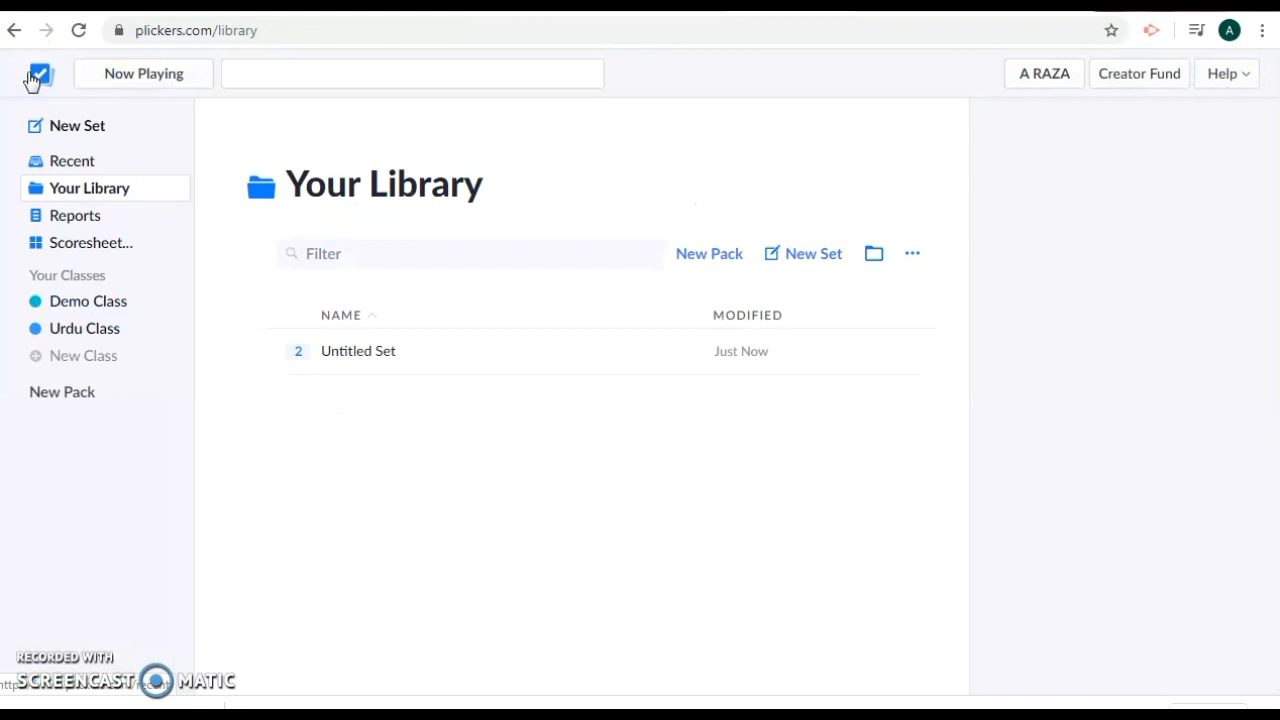 plickers.com/library
A
Now Playing
A RAZA
Creator Fund
Help
New Set
Recent
Your Library
Reports
Scoresheet...
Your Classes
Demo Class
Urdu Class
New Class
New Pack
Your Library
Filter
New Pack
New Set
NAME
MODIFIED
2
Untitled Set
Just Now
RECORDED WITH
SCREENCAST MATIC